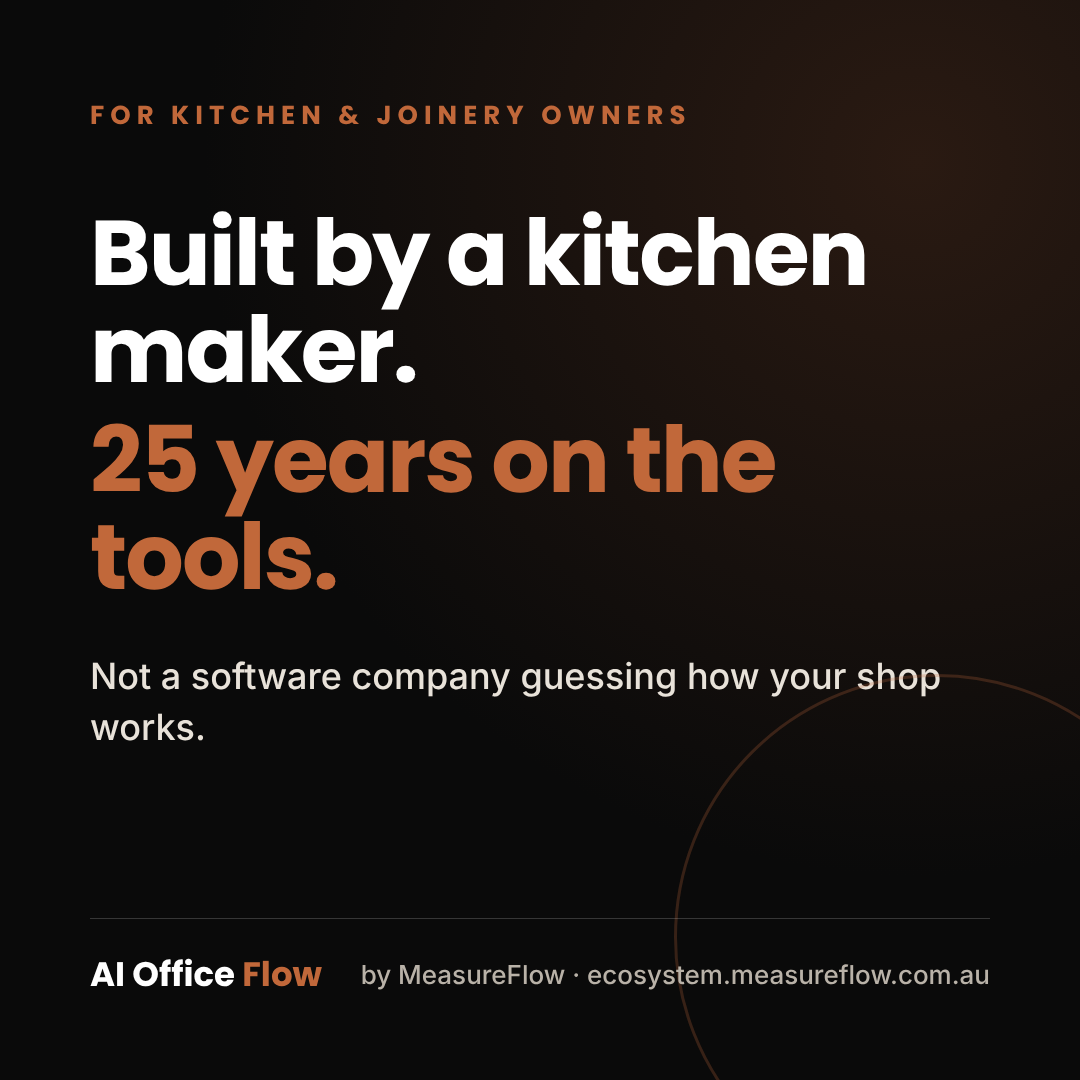 FOR KITCHEN & JOINERY OWNERS
Built by a kitchen
maker.
25 years on the
tools.
Not a software company guessing how your shop
works.
AI Office Flow by MeasureFlow · ecosystem.measureflow.com.au